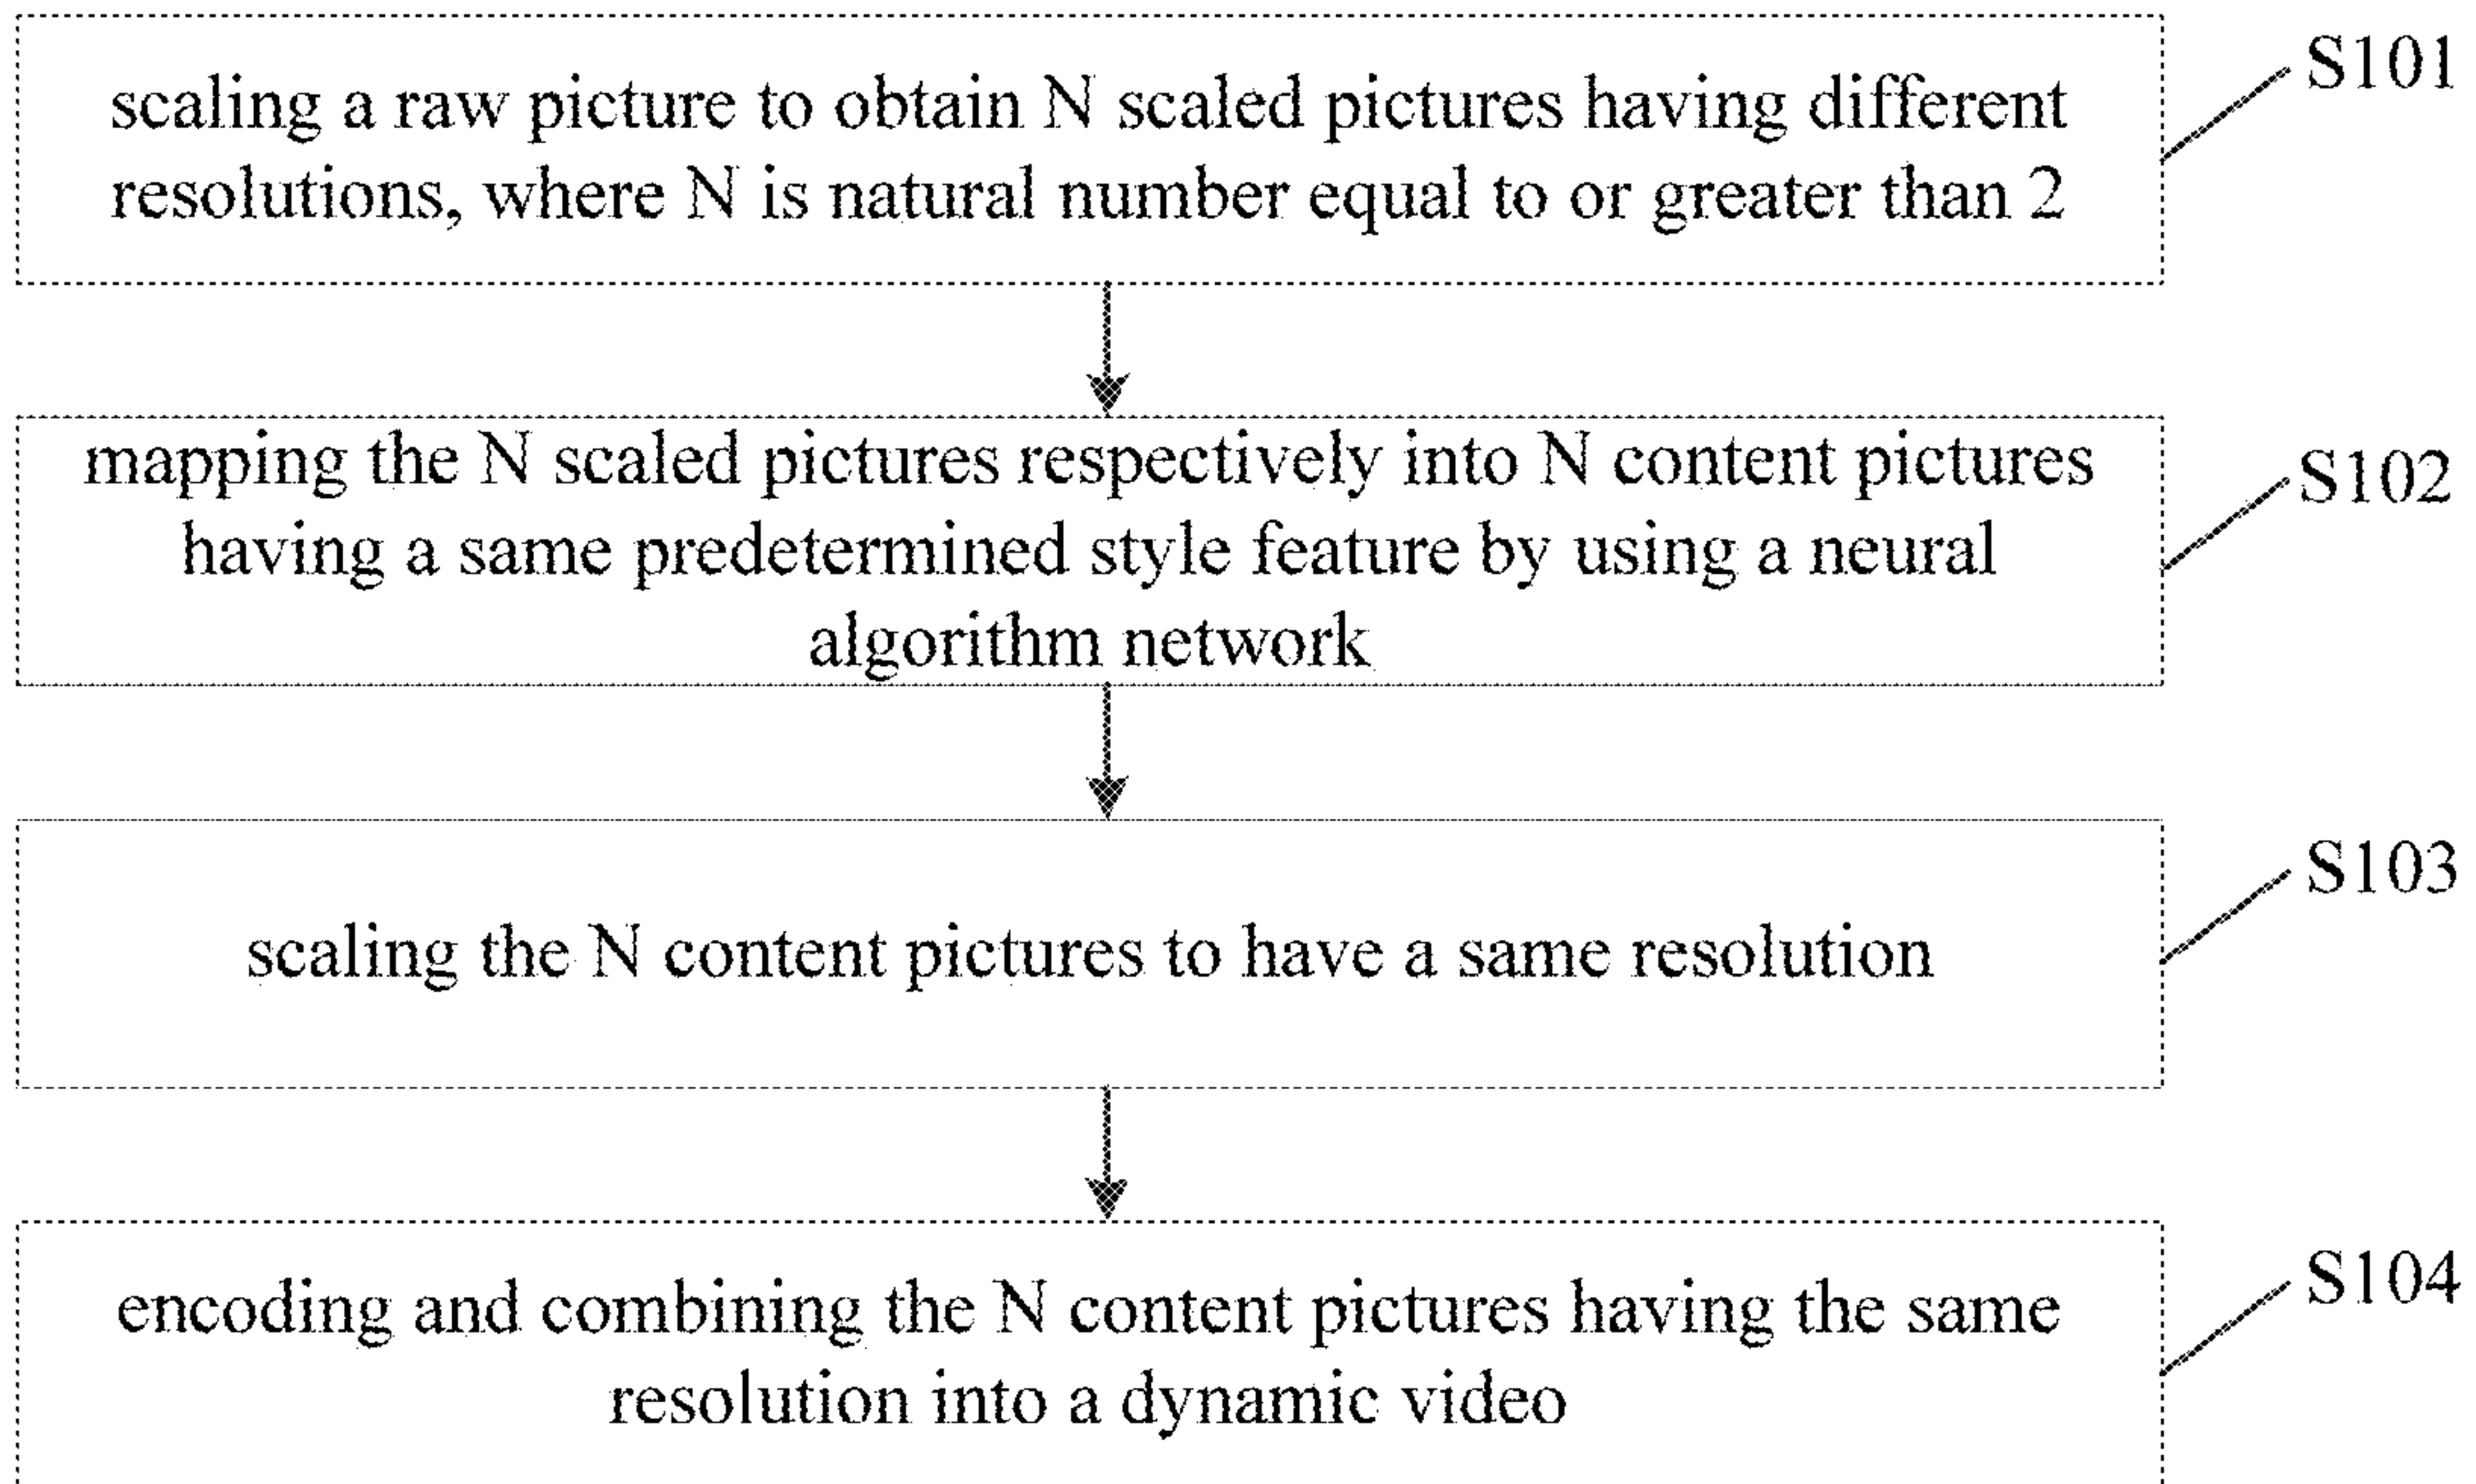 scaling a raw picture to obtain N scaled pictures having different
resolutions, where N is natural number equal to or greater than 2
S101
mapping the N scaled pictures respectively into N content pictures
having a same predetermined style feature by using a neural
algorithm network
S102
scaling the N content pictures to have a same resolution
S103
encoding and combining the N content pictures having the same
resolution into a dynamic video
S104